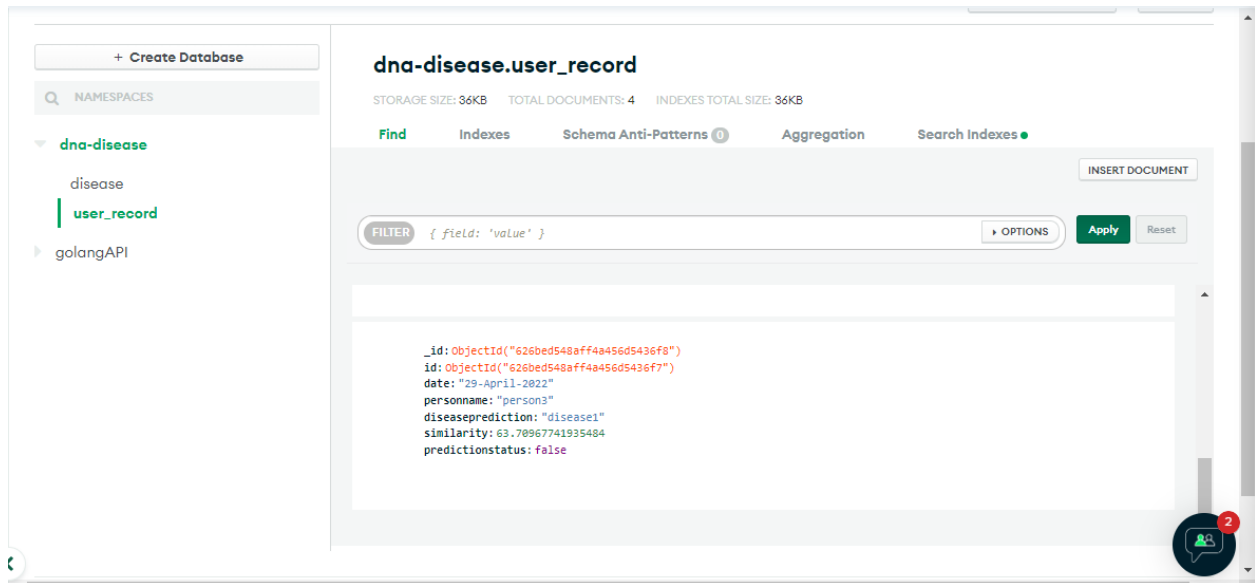 + Create Database
NAMESPACES
dna-disease
disease
user_record
golangAPI
dna-disease.user_record
STORAGE SIZE: 36KB TOTAL DOCUMENTS: 4 INDEXES TOTAL SIZE: 36KB
Find Indexes Schema Anti-Patterns 0 Aggregation Search Indexes
INSERT DOCUMENT
FILTER { field: 'value' } OPTIONS Apply Reset
_id: ObjectId("626bed548aff4a456d5436f8")
id: ObjectId("626bed548aff4a456d5436f7")
date: "29-April-2022"
personname: "person3"
diseaseprediction: "disease1"
similarity: 63.70967741935484
predictionstatus: false
2